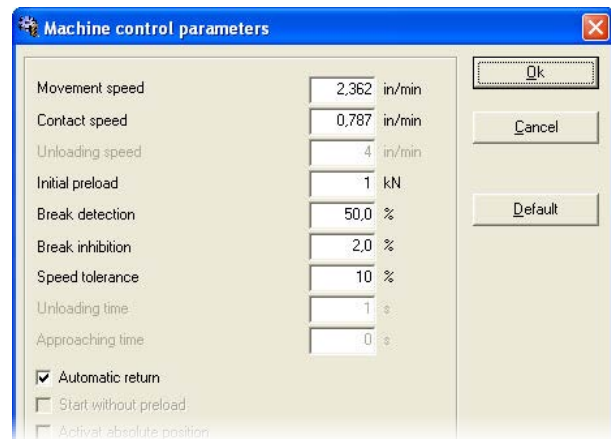 Machine control parameters
Movement speed 2,362 in/min
Contact speed 0,787 in/min
Unloading speed 4 in/min
Initial preload 1 kN
Break detection 50,0 %
Break inhibition 2,0 %
Speed tolerance 10 %
Unloading time 1 s
Approaching time 0 s
Automatic return
Start without preload
Activat absolute position
Ok
Cancel
Default